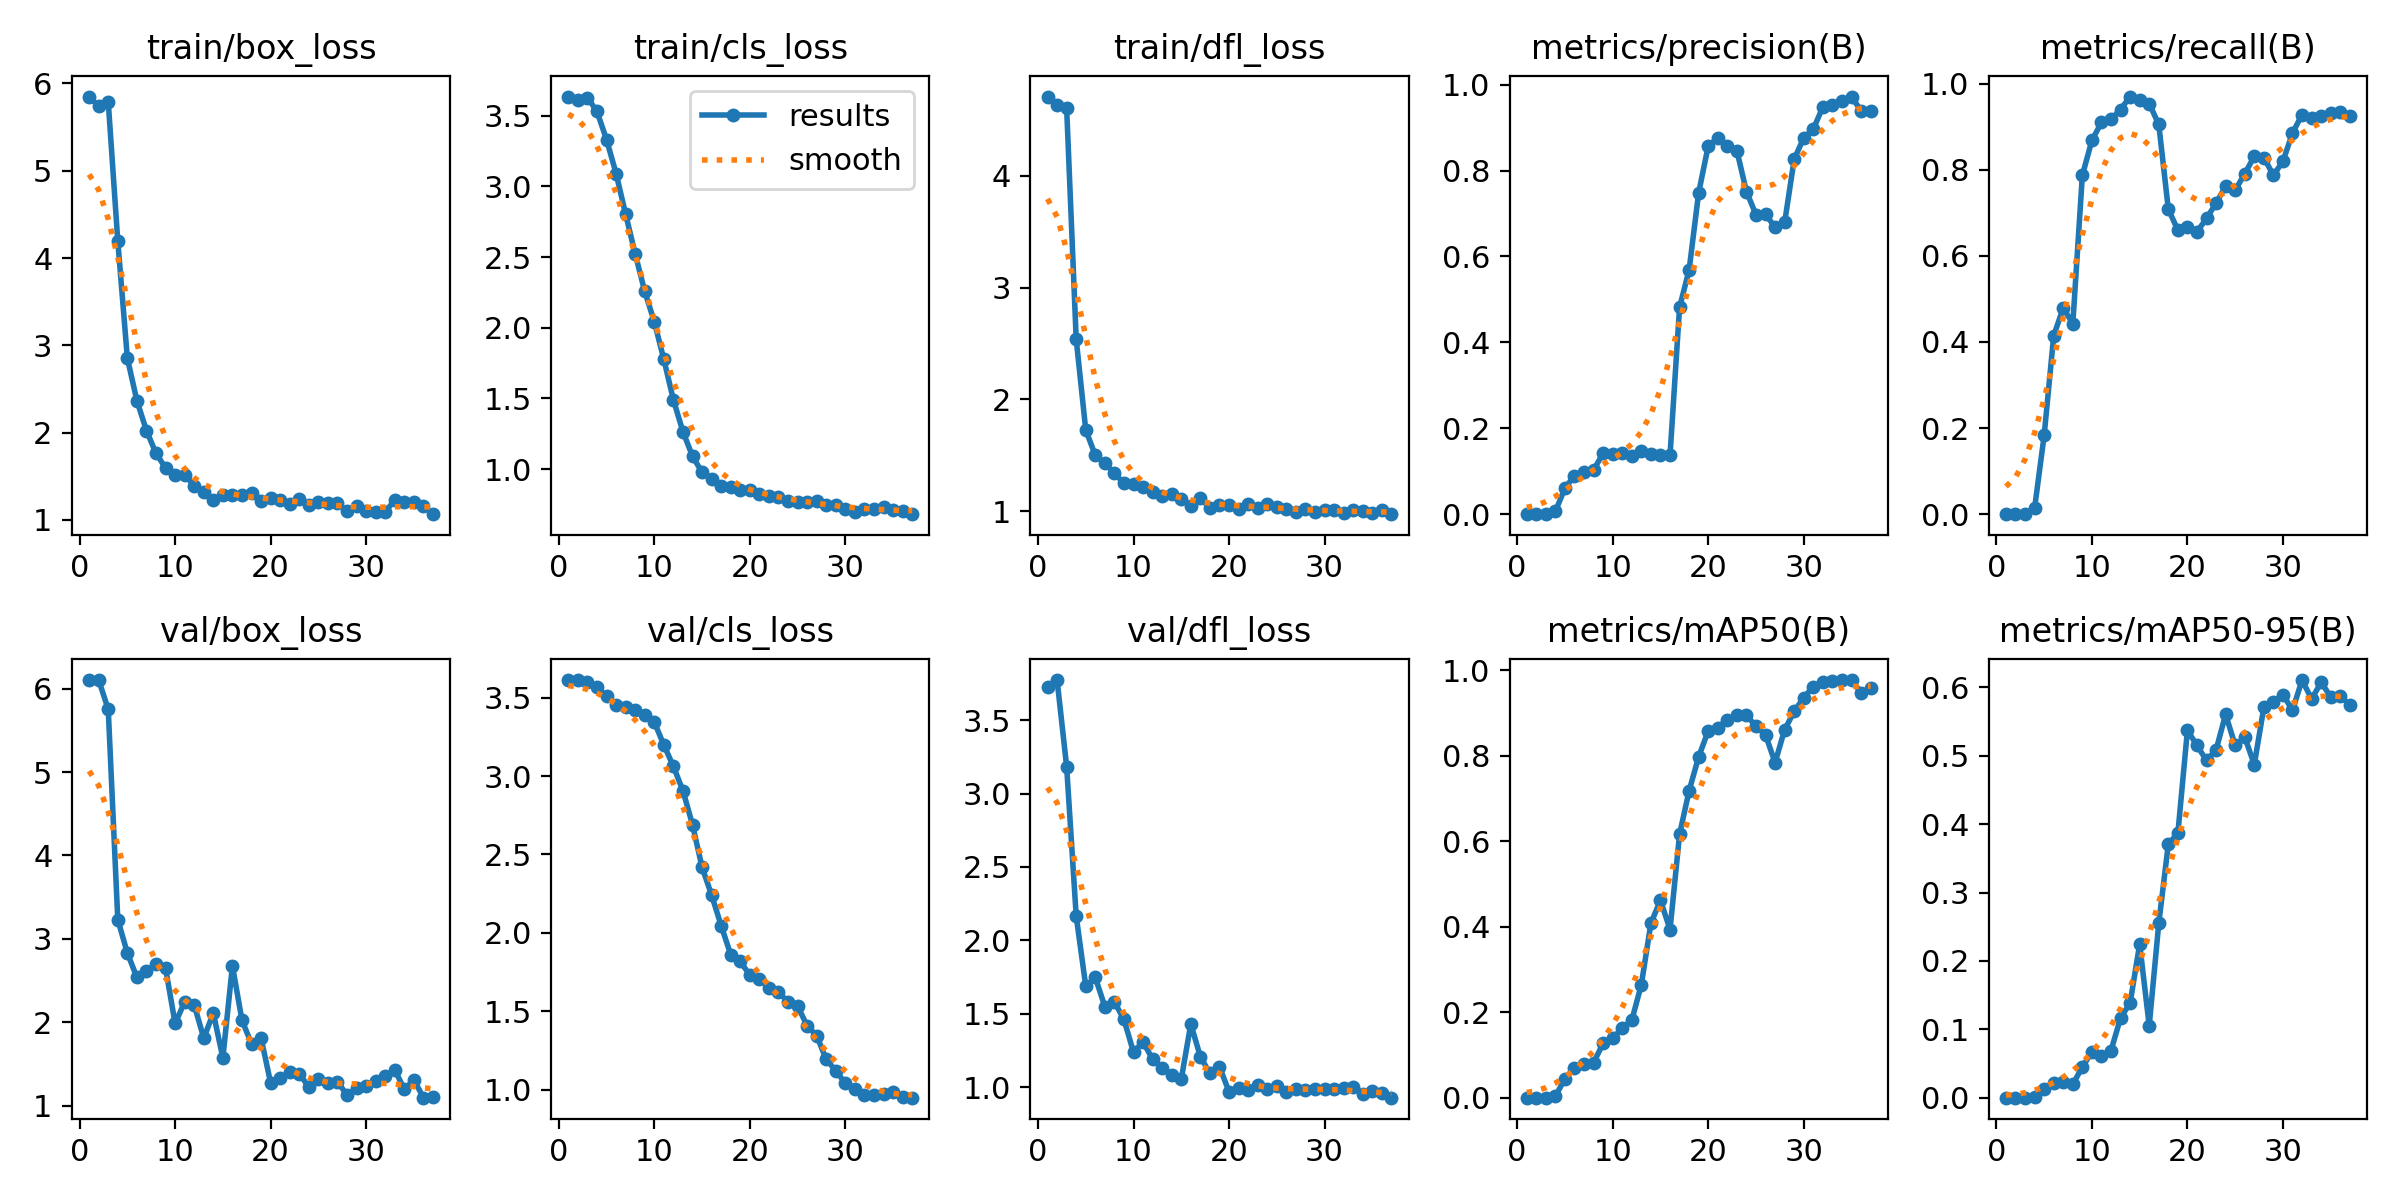 train/box_loss
train/cls_loss
train/dfl_loss
metrics/precision(B)
metrics/recall(B)
6
5
4
3
2
1
0 10 20 30
3.5
3.0
2.5
2.0
1.5
1.0
0 10 20 30
results
smooth
4
3
2
1
0 10 20 30
1.0
0.8
0.6
0.4
0.2
0.0
0 10 20 30
1.0
0.8
0.6
0.4
0.2
0.0
0 10 20 30
val/box_loss
val/cls_loss
val/dfl_loss
metrics/mAP50(B)
metrics/mAP50-95(B)
6
5
4
3
2
1
0 10 20 30
3.5
3.0
2.5
2.0
1.5
1.0
0 10 20 30
3.5
3.0
2.5
2.0
1.5
1.0
0 10 20 30
1.0
0.8
0.6
0.4
0.2
0.0
0 10 20 30
0.6
0.5
0.4
0.3
0.2
0.1
0.0
0 10 20 30